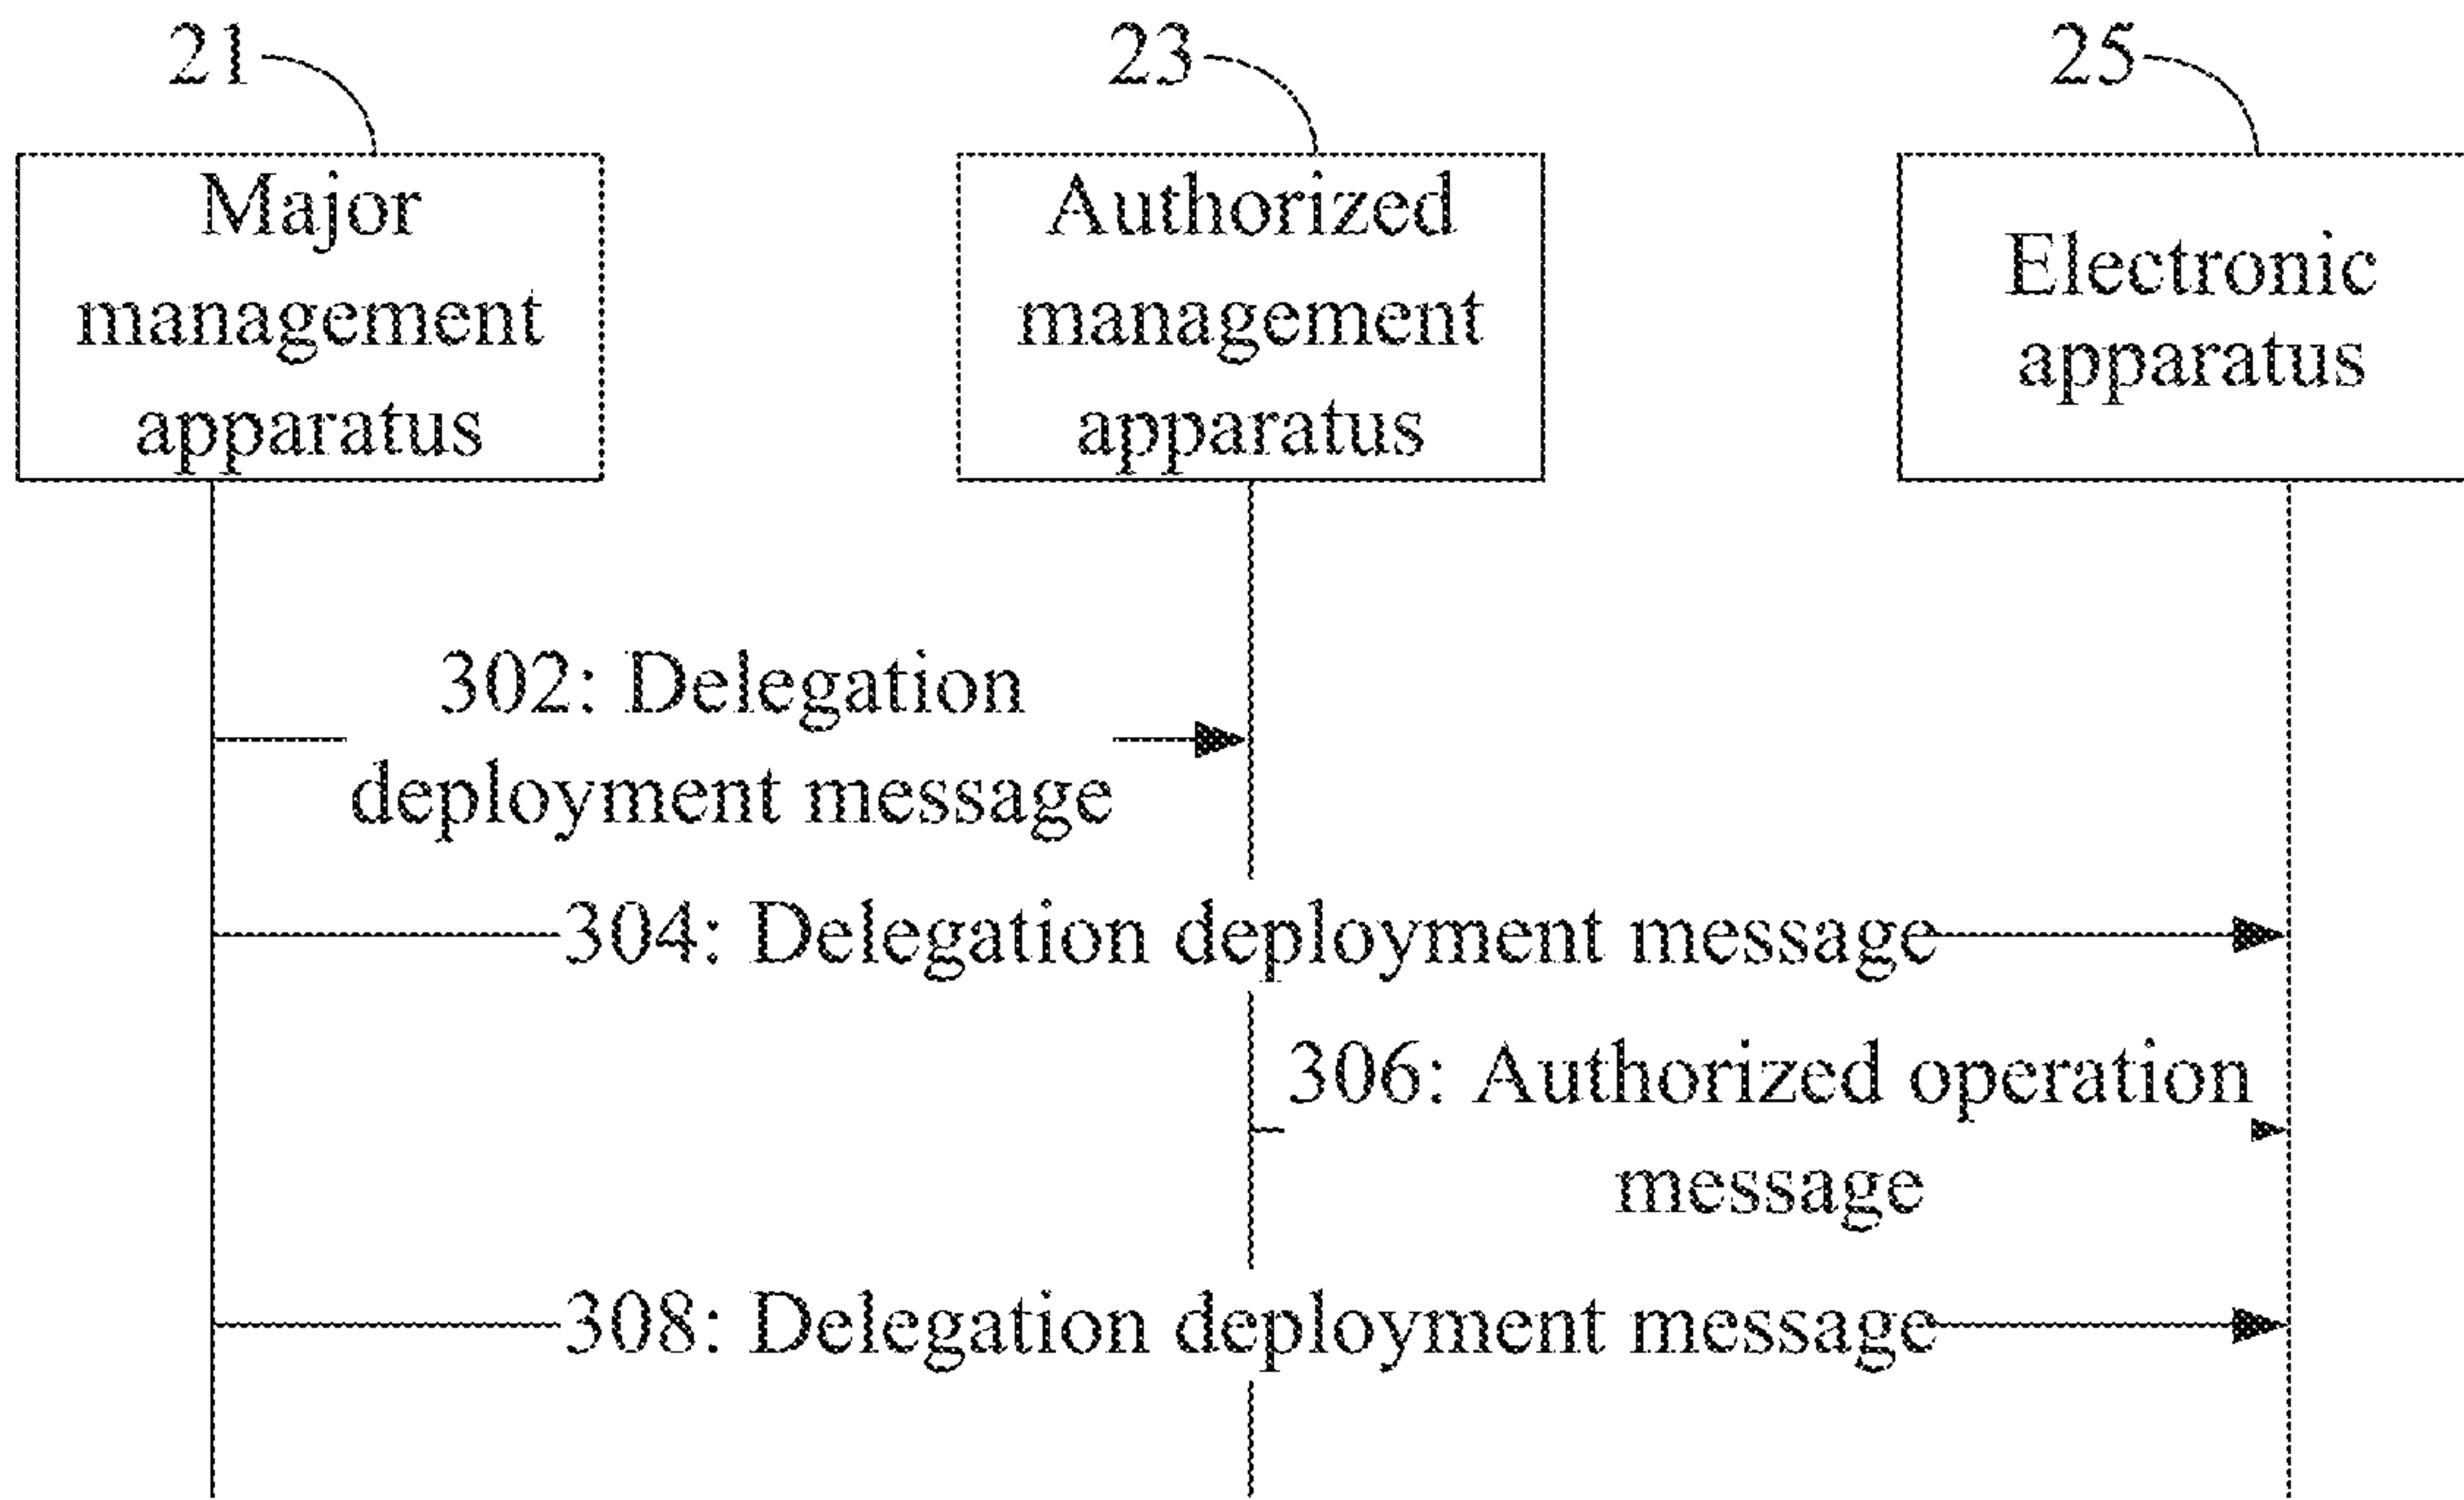 21
23
25
Major
management
apparatus
Authorized
management
apparatus
Electronic
apparatus
302: Delegation
deployment message
304: Delegation deployment message
306: Authorized operation
message
308: Delegation deployment message